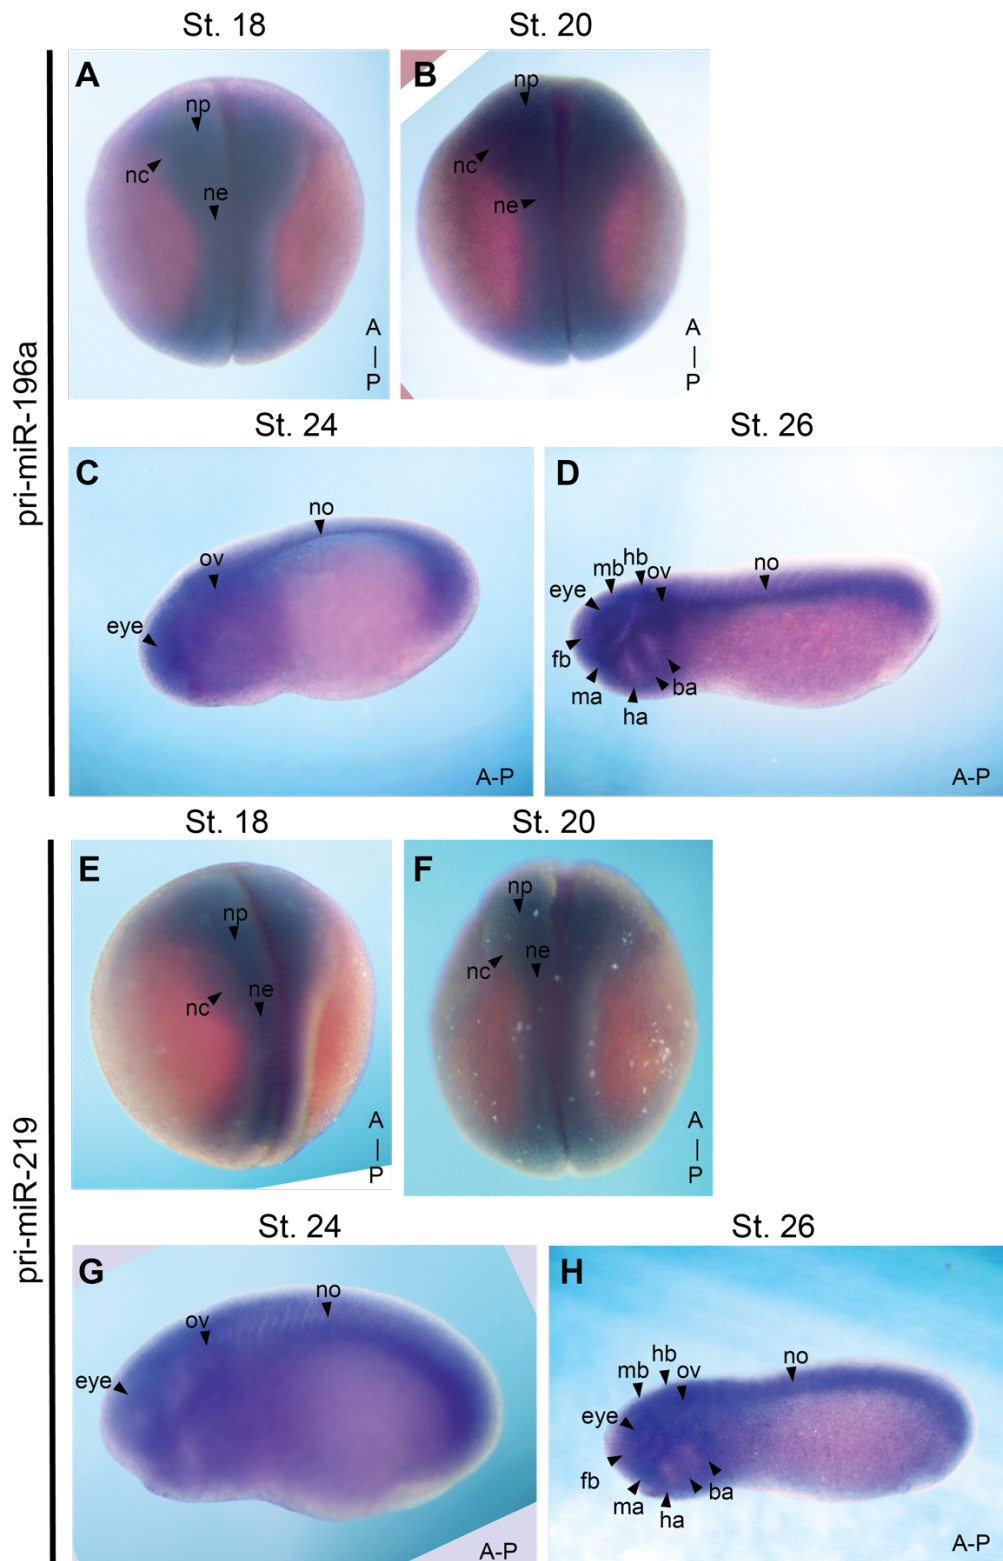 St. 18
St. 20
pri-miR-196a
A
np
nc
ne
A
|
P
B
np
nc
ne
A
|
P
St. 24
St. 26
C
no
ov
eye
A-P
D
hb
mb
ov
no
eye
fb
ma
ba
ha
A-P
St. 18
St. 20
pri-miR-219
E
np
ne
nc
A
|
P
F
np
ne
nc
A
|
P
St. 24
St. 26
G
no
ov
eye
A-P
H
hb
mb
ov
no
eye
fb
ma
ba
ha
A-P